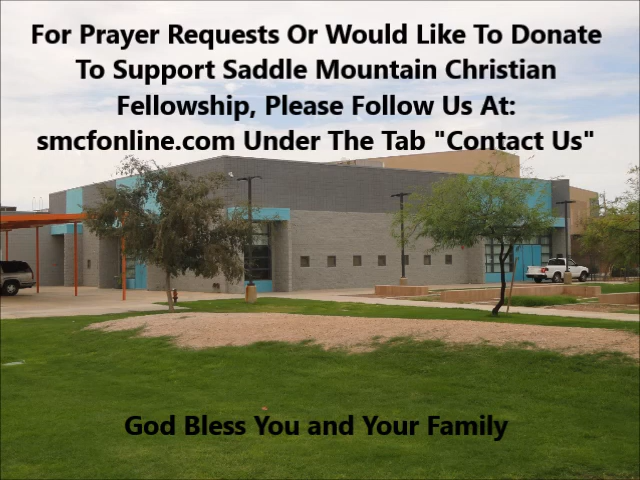 For Prayer Requests Or Would Like To Donate
To Support Saddle Mountain Christian
Fellowship, Please Follow Us At:
smcfonline.com Under The Tab "Contact Us"
God Bless You and Your Family